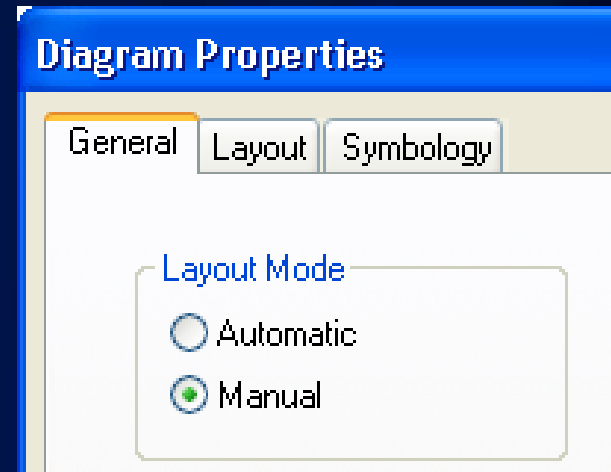 Diagram Properties
General Layout Symbology
Layout Mode
Automatic
Manual